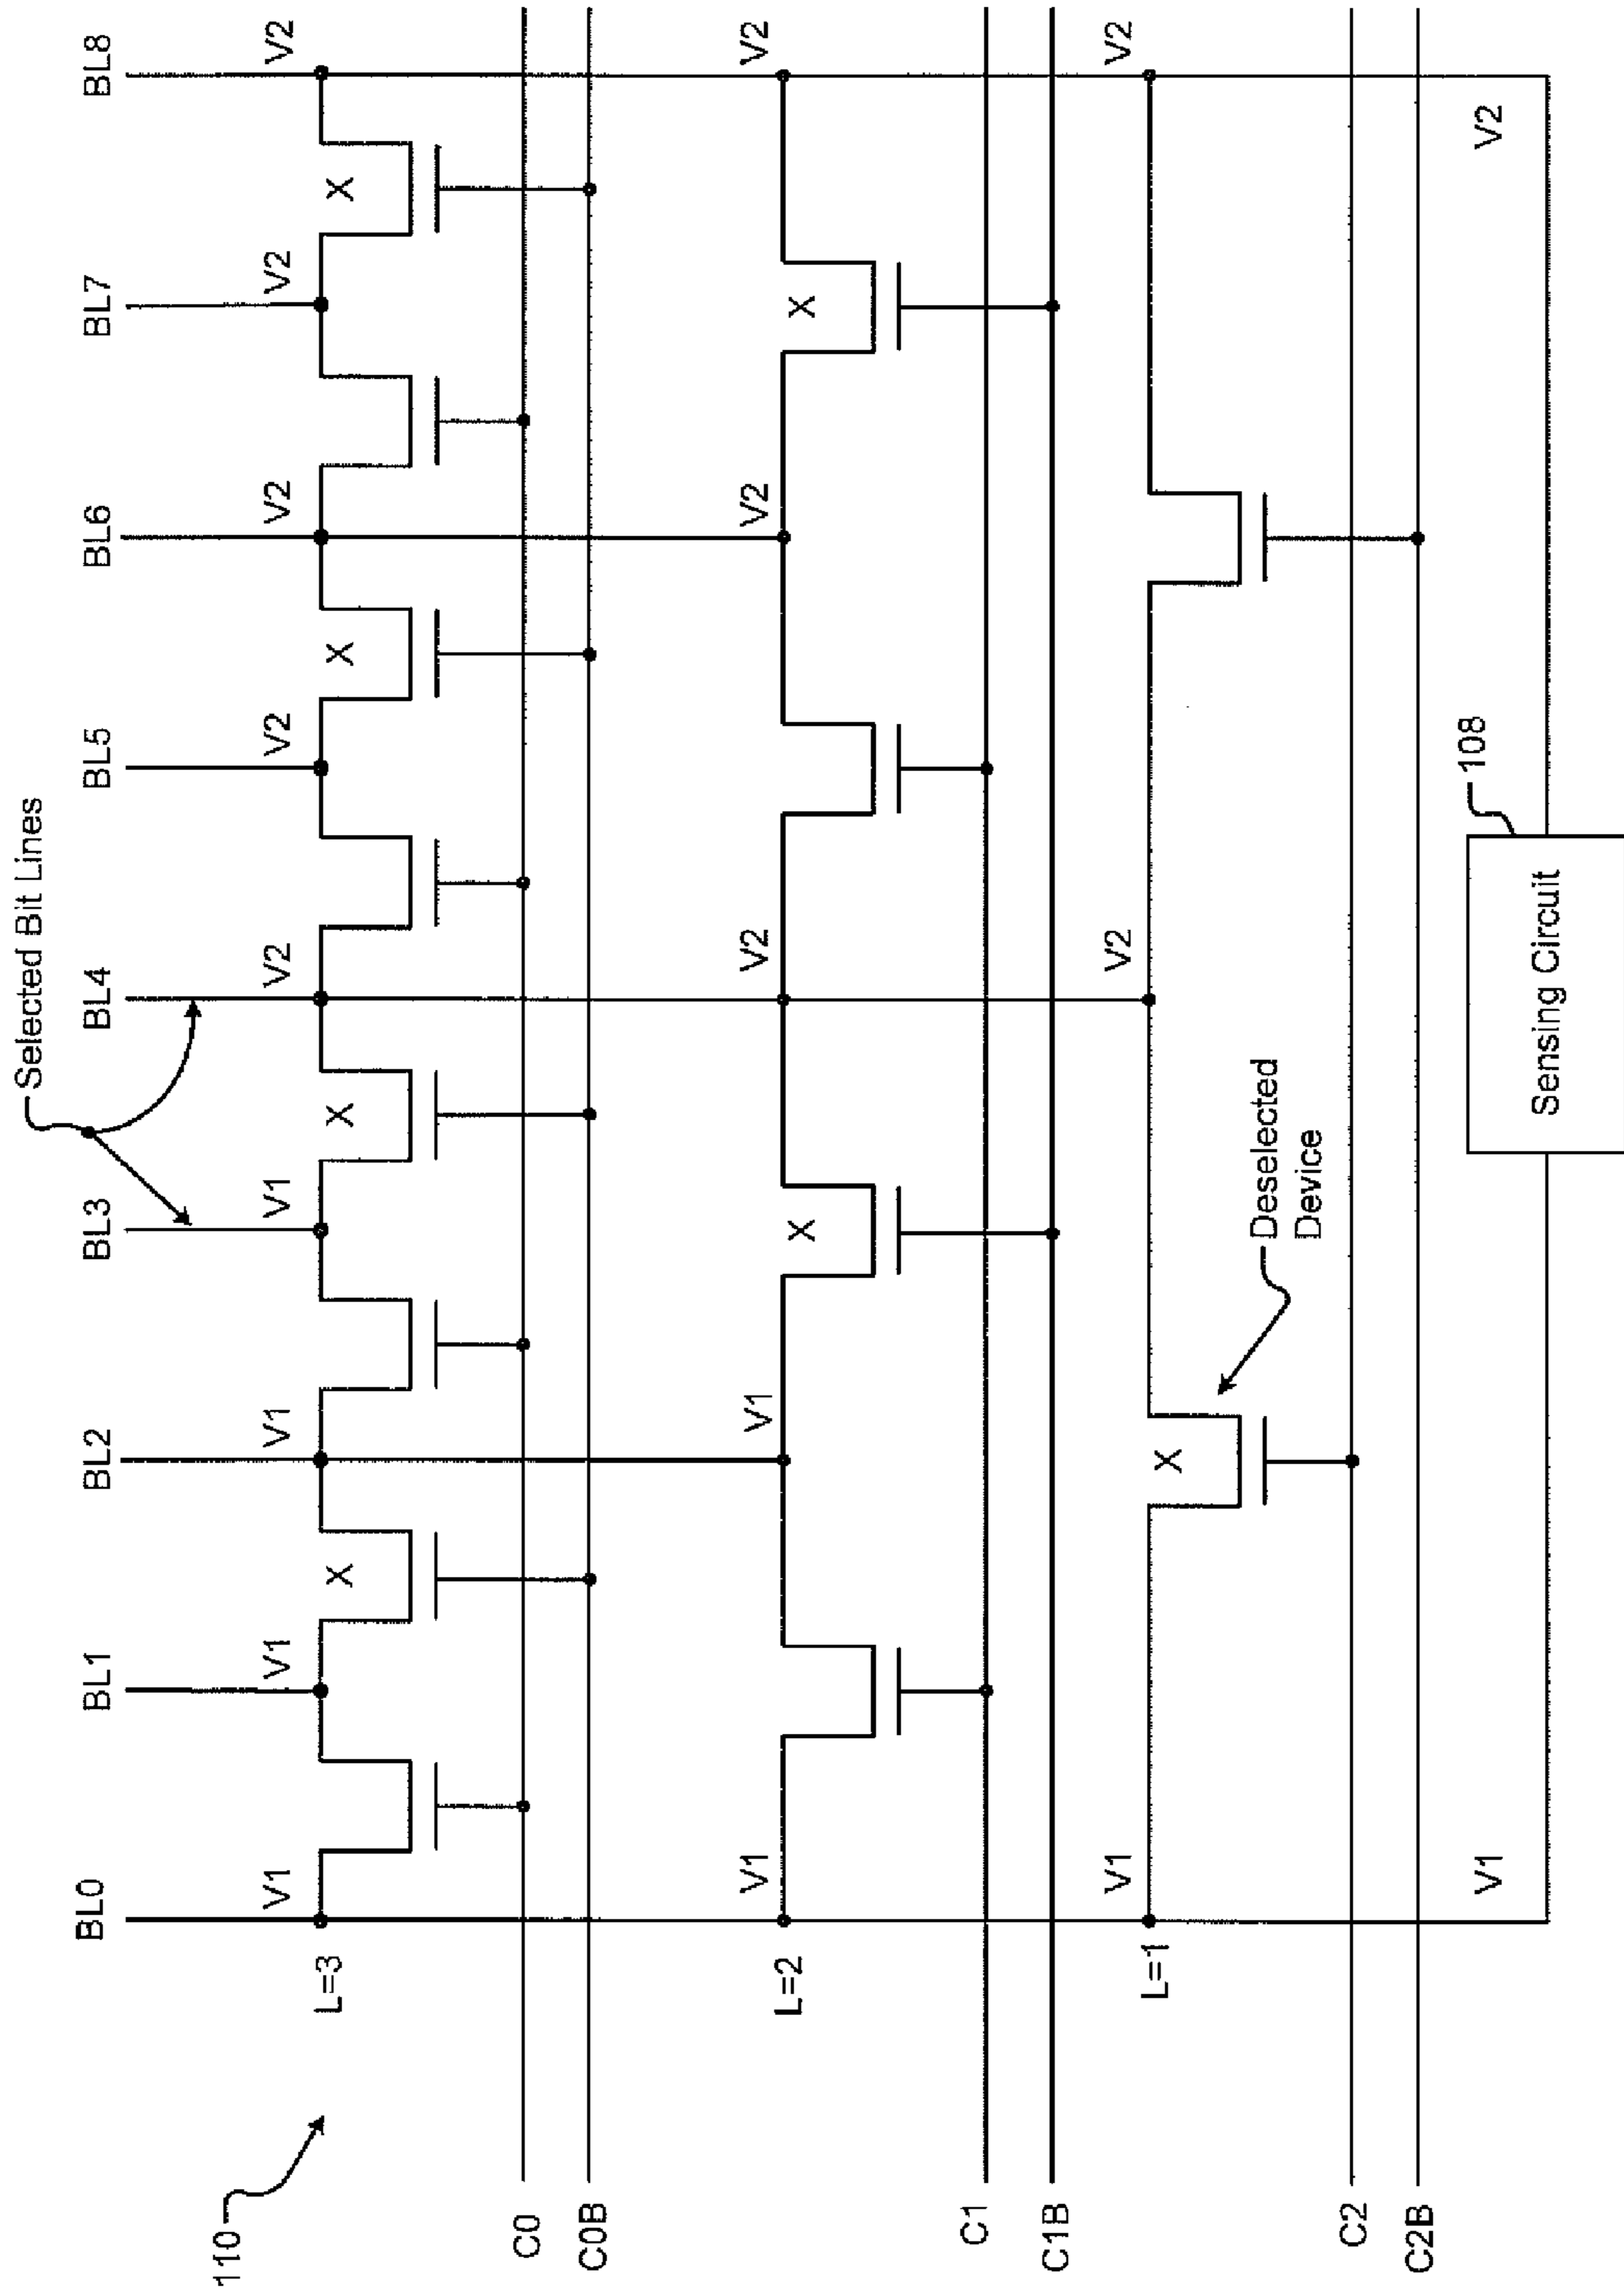 Selected Bit Lines
BL0 BL1 BL2 BL3 BL4 BL5 BL6 BL7 BL8
V1 V1 V1 V1 V2 V2 V2 V2 V2
X X X X
L=3
110
C0
C0B
V1 V1 V2 V2 V2
X X
L=2
C1
C1B
V1 V2 V2
X
L=1
Deselected
Device
C2
C2B
V1 V2
108
Sensing Circuit